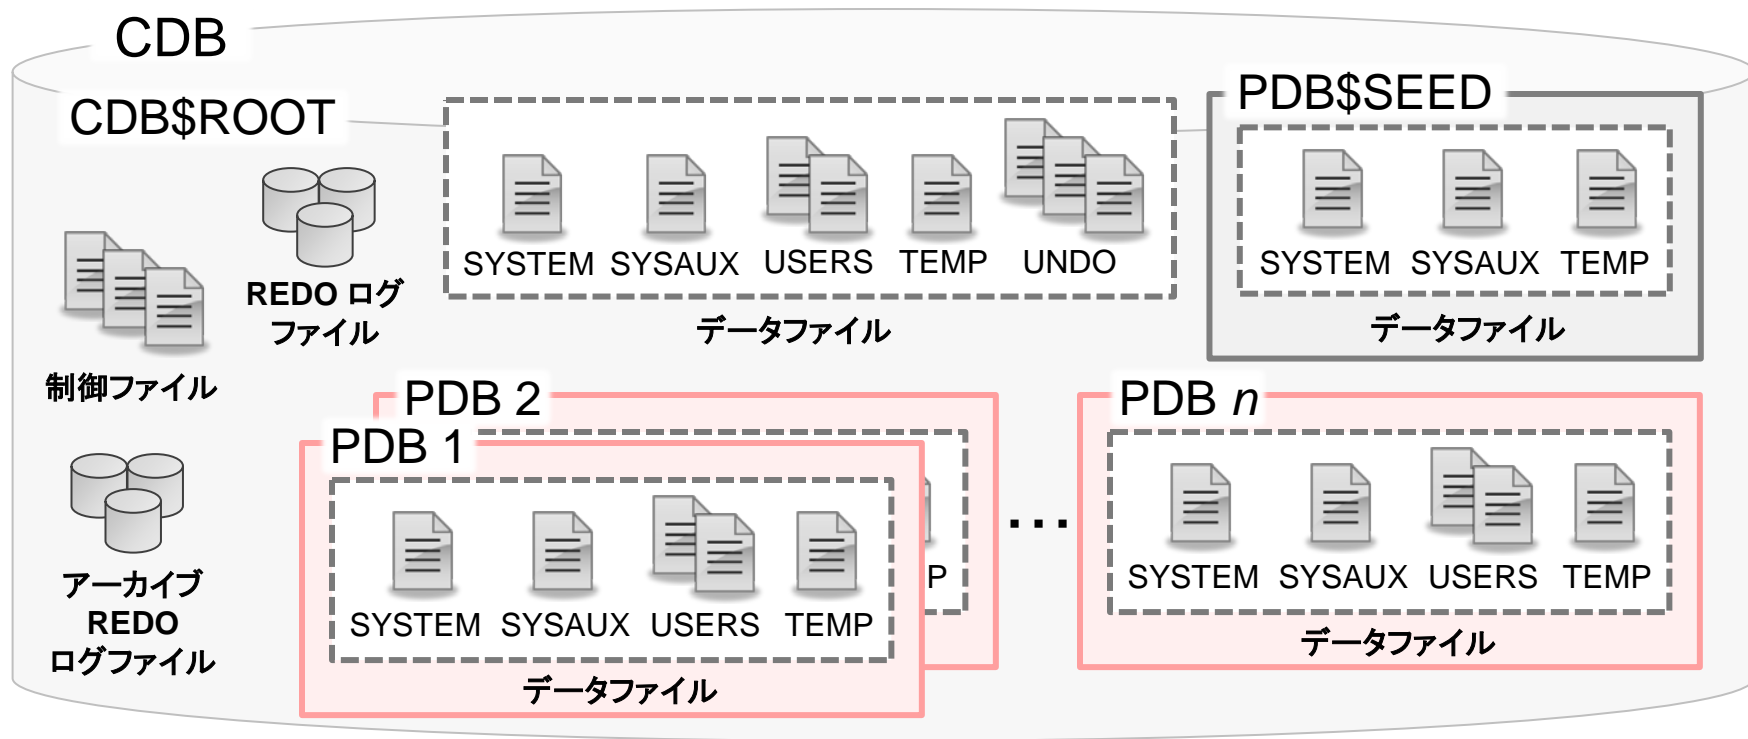 CDB
CDB$ROOT
PDB$SEED
SYSTEM SYSAUX USERS TEMP UNDO
データファイル
SYSTEM SYSAUX TEMP
データファイル
REDO ログ
ファイル
制御ファイル
アーカイブ
REDO
ログファイル
PDB 2
P
PDB 1
SYSTEM SYSAUX USERS TEMP
データファイル
...
PDB n
SYSTEM SYSAUX USERS TEMP
データファイル